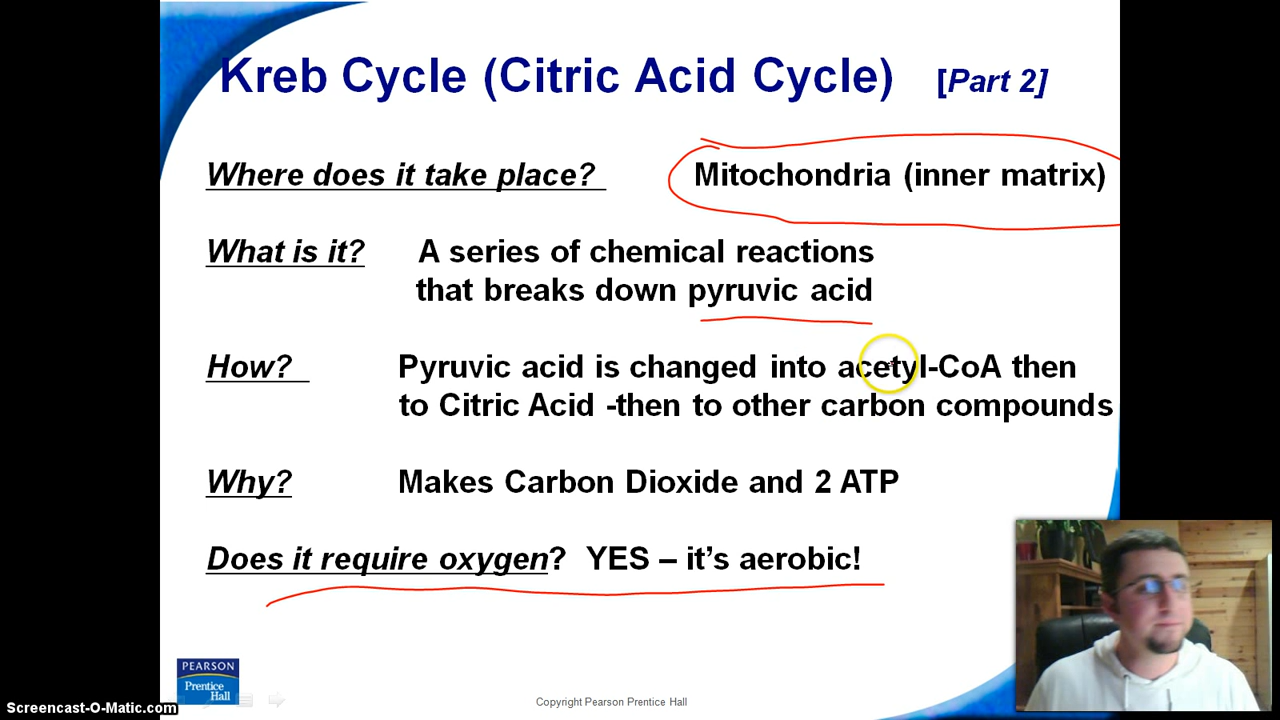 Kreb Cycle (Citric Acid Cycle) [Part 2]
Where does it take place? Mitochondria (inner matrix)
What is it? A series of chemical reactions
that breaks down pyruvic acid
How? Pyruvic acid is changed into acetyl-CoA then
to Citric Acid -then to other carbon compounds
Why? Makes Carbon Dioxide and 2 ATP
Does it require oxygen? YES – it's aerobic!
PEARSON
Prentice
Hall
Copyright Pearson Prentice Hall
Screencast-O-Matic.com